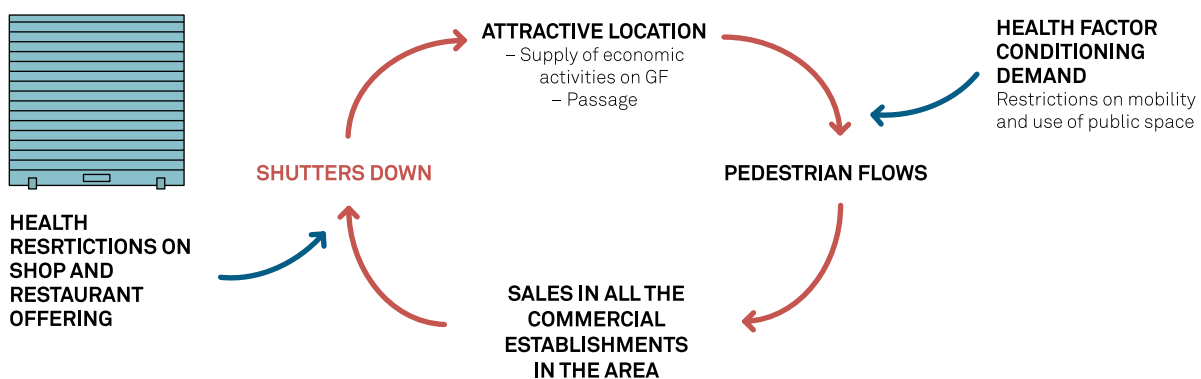 ATTRACTIVE LOCATION
– Supply of economic
activities on GF
– Passage
HEALTH FACTOR
CONDITIONING
DEMAND
Restrictions on mobility
and use of public space
SHUTTERS DOWN
PEDESTRIAN FLOWS
HEALTH
RESRTICTIONS ON
SHOP AND
RESTAURANT
OFFERING
SALES IN ALL THE
COMMERCIAL
ESTABLISHMENTS
IN THE AREA